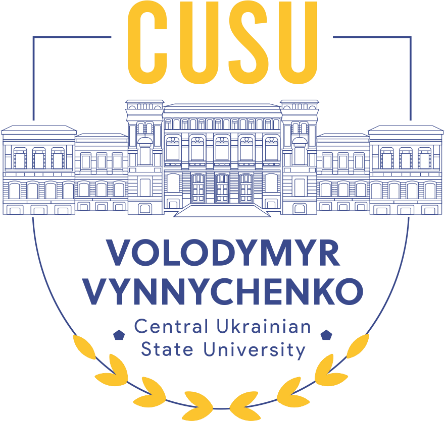 CUSU
VOLODYMYR
VYNNYCHENKO
Central Ukrainian
State University